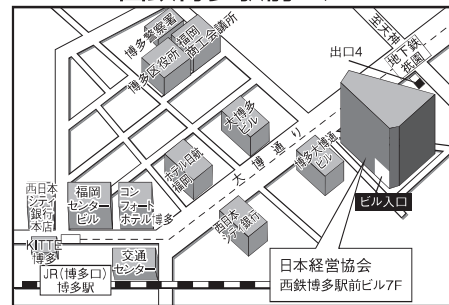 博多警察署
博多区役所
福岡
商工会議所
至天神
地下鉄
祇園
出口4
大博多
ビル
大博通り
ホテル日航
福岡
博多大博通
ビル
西日本
シティ
銀行
本店
福岡
センター
ビル
コン
フォート
ホテル博多
西日本
シティ銀行
ビル入口
KITTE
博多
交通
センター
JR(博多口)
博多駅
日本経営協会
西鉄博多駅前ビル7F